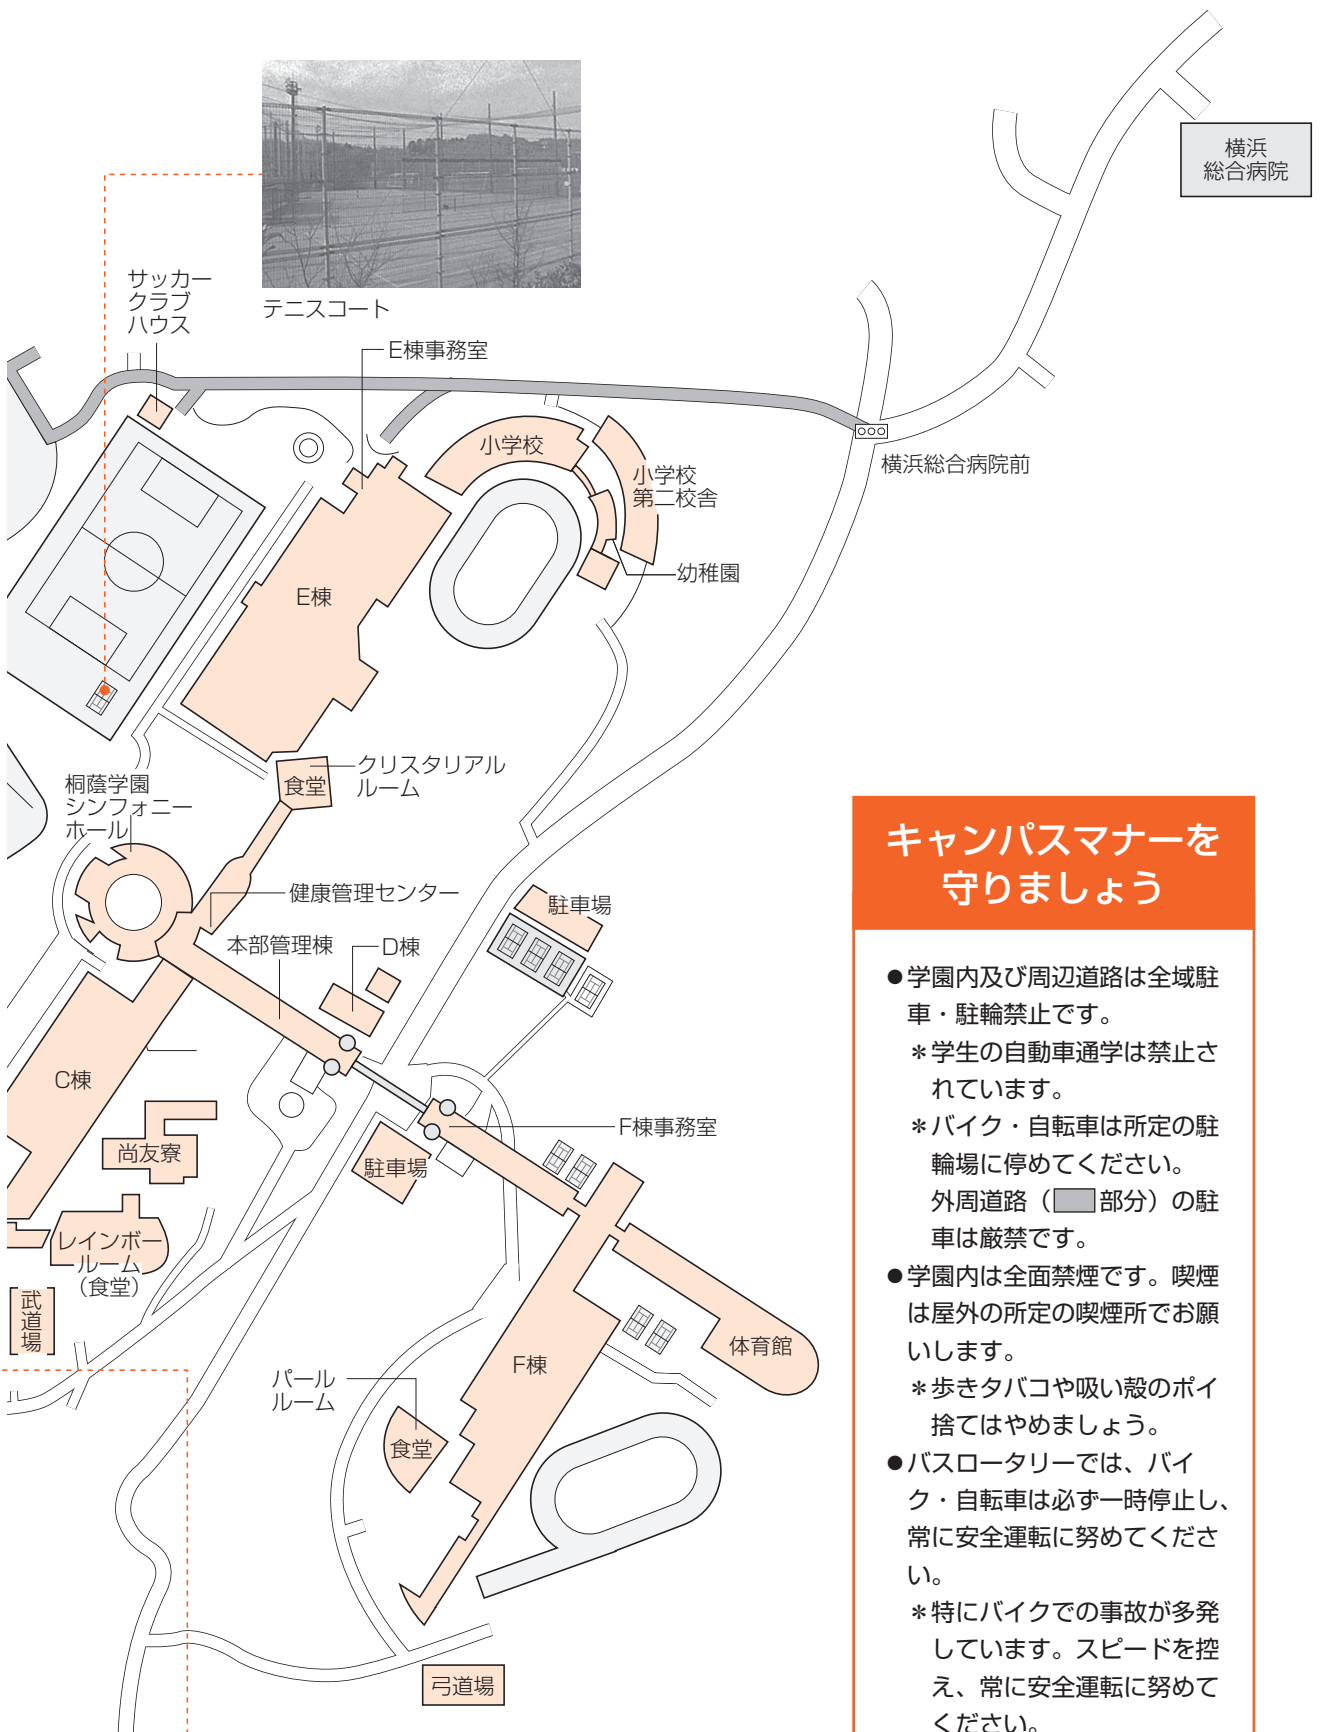 横浜
総合病院
サッカー
クラブ
ハウス
テニスコート
E棟事務室
小学校
小学校
第二校舎
横浜総合病院前
幼稚園
E棟
クリスタリアル
ルーム
食堂
桐蔭学園
シンフォニー
ホール
健康管理センター
本部管理棟
D棟
駐車場
C棟
F棟事務室
尚友寮
駐車場
レインボー
ルーム
（食堂）
武道場
体育館
F棟
パール
ルーム
食堂
弓道場
キャンパスマナーを
守りましょう
●学園内及び周辺道路は全域駐
車・駐輪禁止です。
＊学生の自動車通学は禁止さ
れています。
＊バイク・自転車は所定の駐
輪場に停めてください。
外周道路（　部分）の駐
車は厳禁です。
●学園内は全面禁煙です。喫煙
は屋外の所定の喫煙所でお願
いします。
＊歩きタバコや吸い殻のポイ
捨てはやめましょう。
●バスロータリーでは、バイ
ク・自転車は必ず一時停止し、
常に安全運転に努めてくださ
い。
＊特にバイクでの事故が多発
しています。スピードを控
え、常に安全運転に努めて
ください。